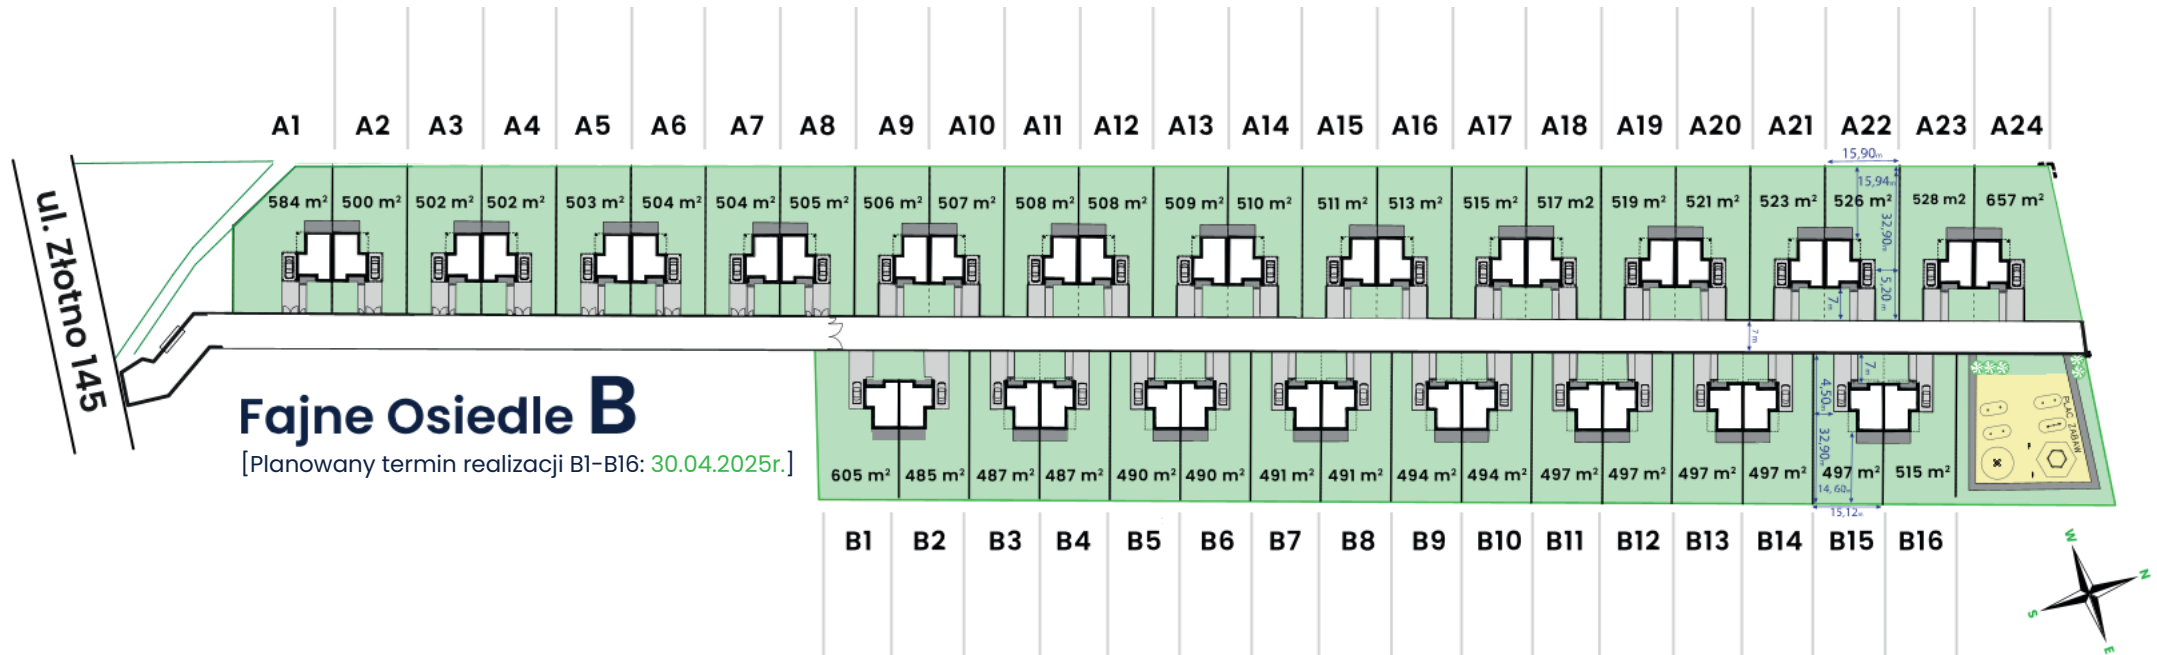 A1 A2 A3 A4 A5 A6 A7 A8 A9 A10 A11 A12 A13 A14 A15 A16 A17 A18 A19 A20 A21 A22 A23 A24
15,90m
15,94m
584 m² 500 m² 502 m² 502 m² 503 m² 504 m² 504 m² 505 m² 506 m² 507 m² 508 m² 508 m² 509 m² 510 m² 511 m² 513 m² 515 m² 517 m2 519 m² 521 m² 523 m² 526 m² 528 m2 657 m²
32,90m
5,20 m
7m
7 m
ul. Złotno 145
Fajne Osiedle B
[Planowany termin realizacji B1-B16: 30.04.2025r.]
7m
4,50m
32,90m
PLAC ZABAW
605 m² 485 m² 487 m² 487 m² 490 m² 490 m² 491 m² 491 m² 494 m² 494 m² 497 m² 497 m² 497 m² 497 m² 497 m² 515 m²
14,60m
15,12m
B1 B2 B3 B4 B5 B6 B7 B8 B9 B10 B11 B12 B13 B14 B15 B16
W
N
S
E